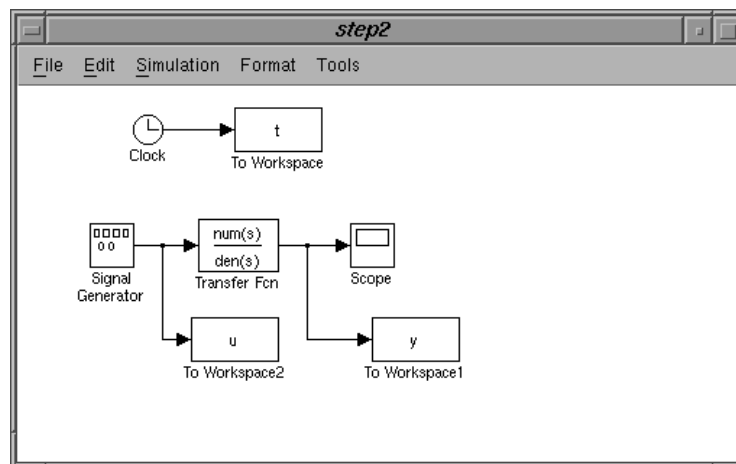 step2
File Edit Simulation Format Tools
t
Clock
To Workspace
num(s)
den(s)
Signal
Generator
Transfer Fcn
Scope
u
y
To Workspace2
To Workspace1